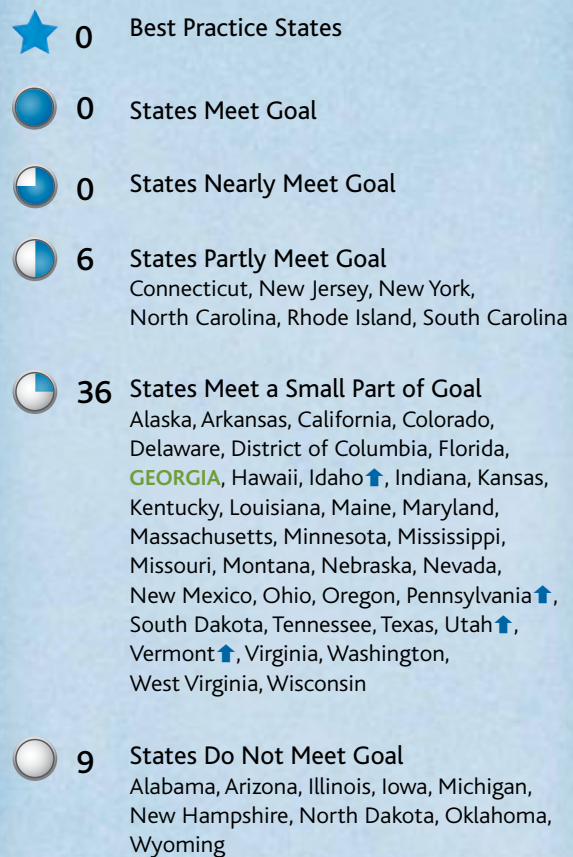 0 Best Practice States
0 States Meet Goal
0 States Nearly Meet Goal
6 States Partly Meet Goal
Connecticut, New Jersey, New York,
North Carolina, Rhode Island, South Carolina
36 States Meet a Small Part of Goal
Alaska, Arkansas, California, Colorado,
Delaware, District of Columbia, Florida,
GEORGIA, Hawaii, Idaho⬆, Indiana, Kansas,
Kentucky, Louisiana, Maine, Maryland,
Massachusetts, Minnesota, Mississippi,
Missouri, Montana, Nebraska, Nevada,
New Mexico, Ohio, Oregon, Pennsylvania⬆,
South Dakota, Tennessee, Texas, Utah⬆,
Vermont⬆, Virginia, Washington,
West Virginia, Wisconsin
9 States Do Not Meet Goal
Alabama, Arizona, Illinois, Iowa, Michigan,
New Hampshire, North Dakota, Oklahoma,
Wyoming